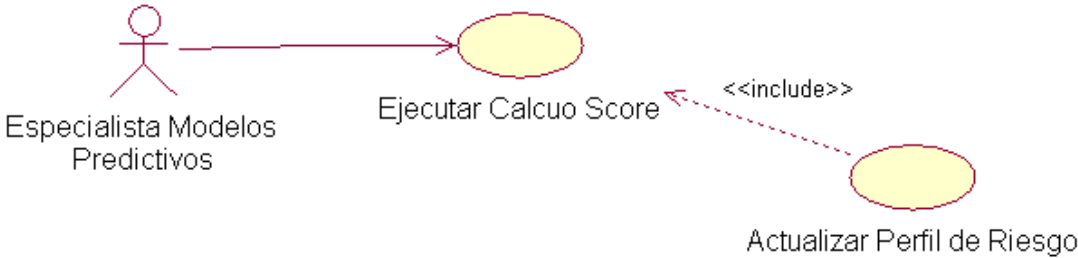 <<include>>
Ejecutar Calcuo Score
Especialista Modelos
Predictivos
Actualizar Perfil de Riesgo